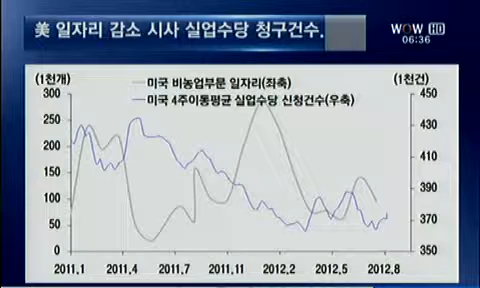 美 일자리 감소 시사 실업수당 청구건수.
WOW HD
06:36
(1천개)
(1천건)
미국 비농업부문 일자리(좌축)
미국 4주이동평균 실업수당 신청건수(우축)
300
250
200
150
100
50
0
450
430
410
390
370
350
2011.1 2011.4 2011.7 2011.11 2012.2 2012.5 2012.8